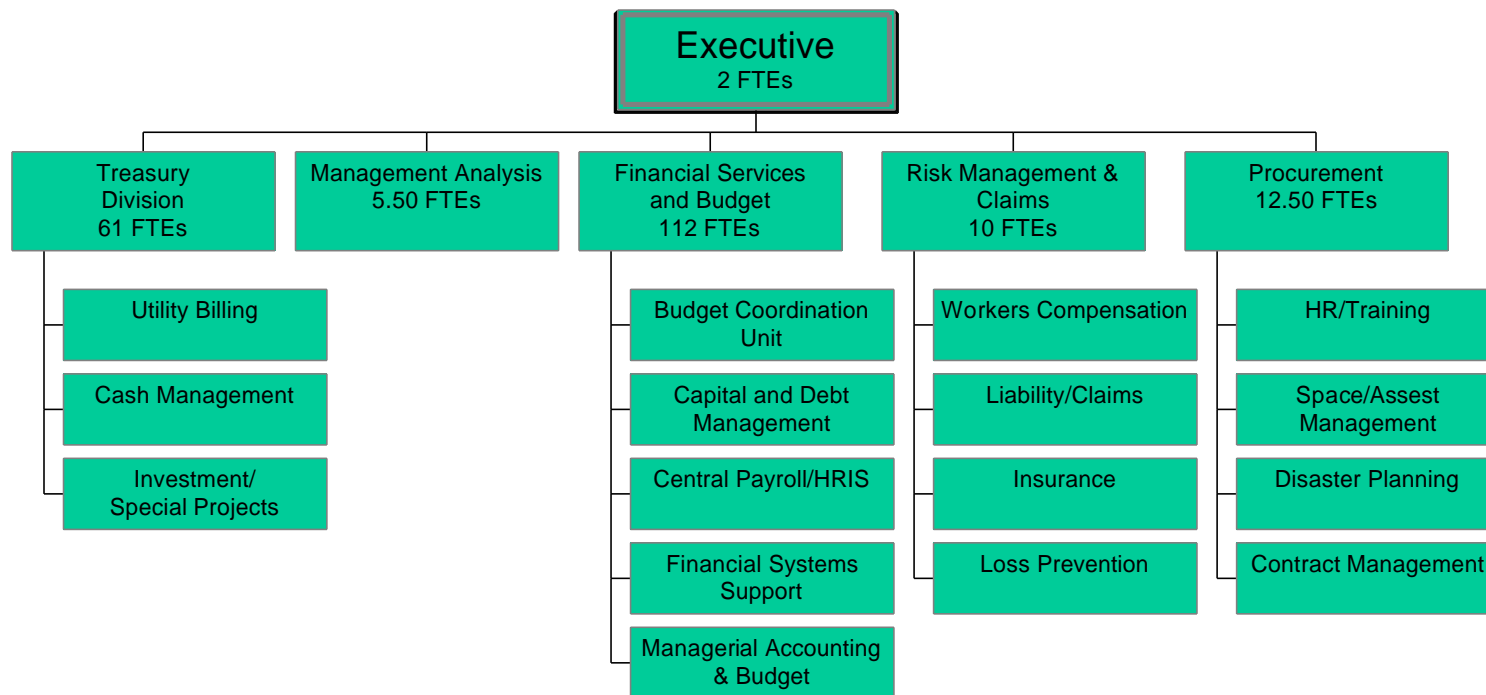 Executive
2 FTEs
Treasury
Division
61 FTEs
Management Analysis
5.50 FTEs
Financial Services
and Budget
112 FTEs
Risk Management &
Claims
10 FTEs
Procurement
12.50 FTEs
Utility Billing
Cash Management
Investment/
Special Projects
Budget Coordination
Unit
Capital and Debt
Management
Central Payroll/HRIS
Financial Systems
Support
Managerial Accounting
& Budget
Workers Compensation
Liability/Claims
Insurance
Loss Prevention
HR/Training
Space/Assest
Management
Disaster Planning
Contract Management